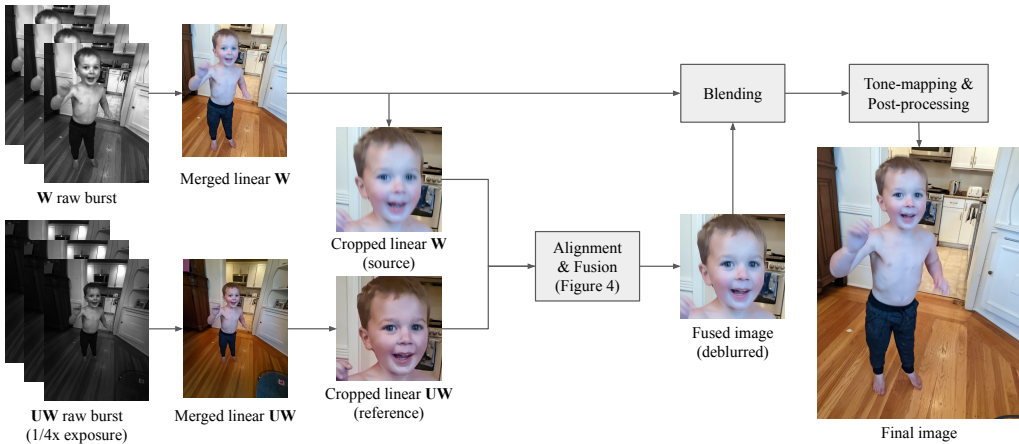 W raw burst
Merged linear W
Cropped linear W
(source)
UW raw burst
(1/4x exposure)
Merged linear UW
Cropped linear UW
(reference)
Alignment
& Fusion
(Figure 4)
Fused image
(deblurred)
Blending
Tone-mapping &
Post-processing
Final image